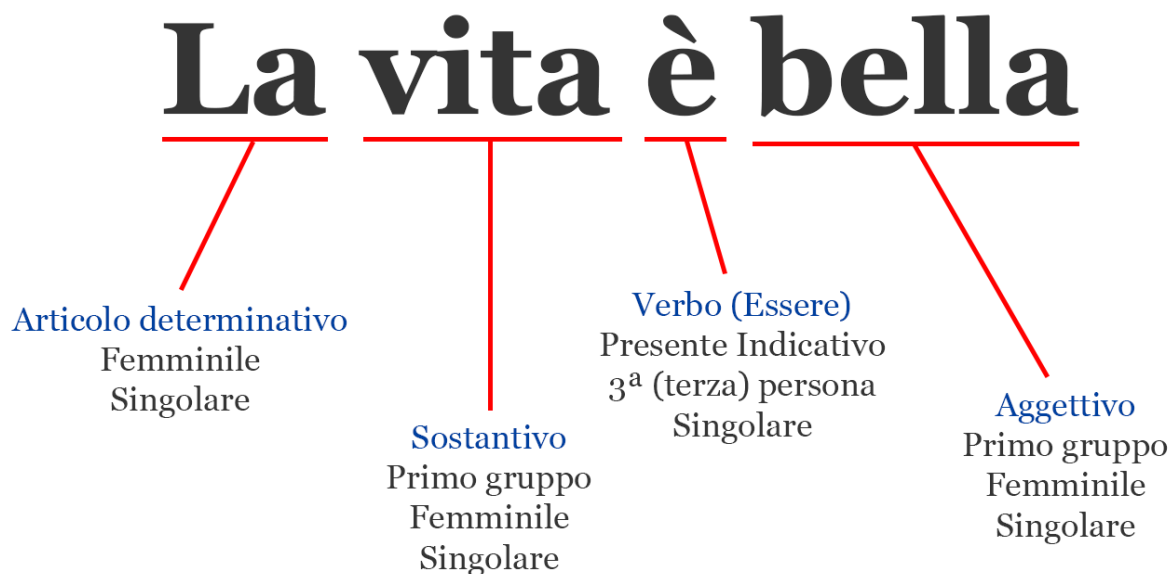 La vita è bella
Articolo determinativo
Femminile
Singolare
Sostantivo
Primo gruppo
Femminile
Singolare
Verbo (Essere)
Presente Indicativo
3ª (terza) persona
Singolare
Aggettivo
Primo gruppo
Femminile
Singolare